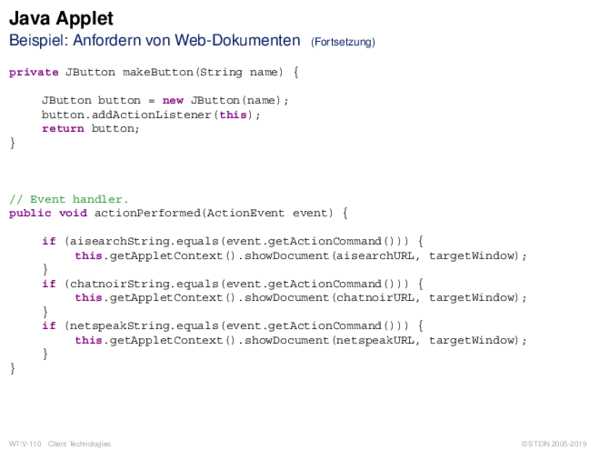 Java Applet
Beispiel: Anfordern von Web-Dokumenten (Fortsetzung)
private JButton makeButton(String name) {
JButton button = new JButton(name);
button.addActionListener(this);
return button;
}
// Event handler.
public void actionPerformed(ActionEvent event) {
if (aisearchString.equals(event.getActionCommand())) {
this.getAppletContext().showDocument(aisearchURL, targetWindow);
}
if (chatnoirString.equals(event.getActionCommand())) {
this.getAppletContext().showDocument(chatnoirURL, targetWindow);
}
if (netspeakString.equals(event.getActionCommand())) {
this.getAppletContext().showDocument(netspeakURL, targetWindow);
}
}
WT:V-110 Client Technologies © STEIN 2005-2019